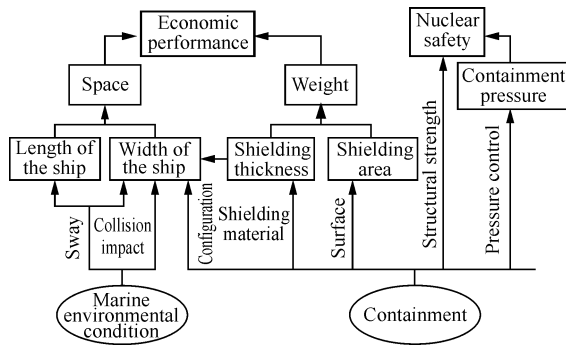 Economic
performance
Nuclear
safety
Space
Weight
Containment
pressure
Length of
the ship
Width of
the ship
Shielding
thickness
Shielding
area
Sway
Collision
impact
Configuration
Shielding
material
Surface
Structural strength
Pressure control
Marine
environmental
condition
Containment